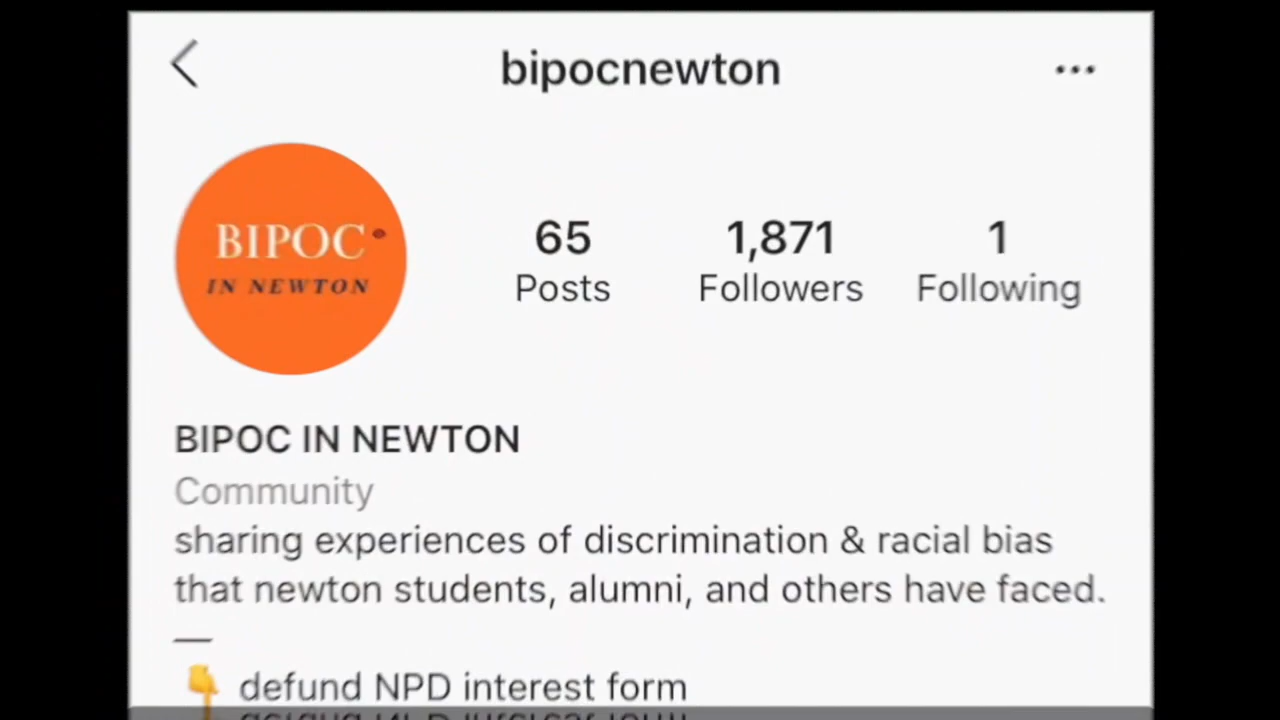 bipocnewton
BIPOC
IN NEWTON
65
Posts
1,871
Followers
1
Following
BIPOC IN NEWTON
Community
sharing experiences of discrimination & racial bias
that newton students, alumni, and others have faced.
—
👇 defund NPD interest form